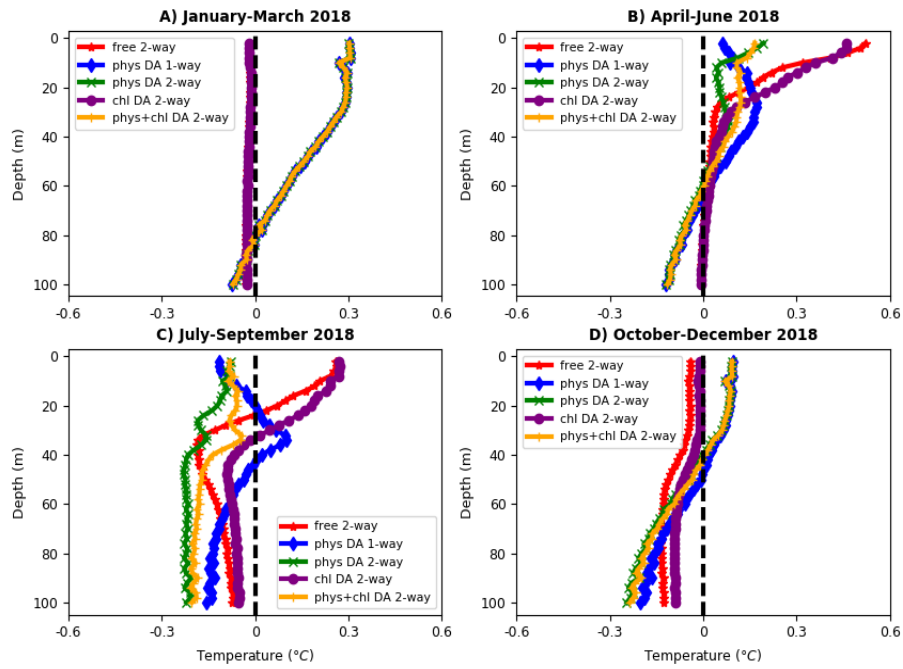 A) January-March 2018
free 2-way
phys DA 1-way
phys DA 2-way
chl DA 2-way
phys+chl DA 2-way
Depth (m)
0
20
40
60
80
100
-0.6
-0.3
0
0.3
0.6
B) April-June 2018
free 2-way
phys DA 1-way
phys DA 2-way
chl DA 2-way
phys+chl DA 2-way
Depth (m)
0
20
40
60
80
100
-0.6
-0.3
0
0.3
0.6
C) July-September 2018
free 2-way
phys DA 1-way
phys DA 2-way
chl DA 2-way
phys+chl DA 2-way
Depth (m)
0
20
40
60
80
100
-0.6
-0.3
0
0.3
0.6
Temperature (°C)
D) October-December 2018
free 2-way
phys DA 1-way
phys DA 2-way
chl DA 2-way
phys+chl DA 2-way
Depth (m)
0
20
40
60
80
100
-0.6
-0.3
0
0.3
0.6
Temperature (°C)